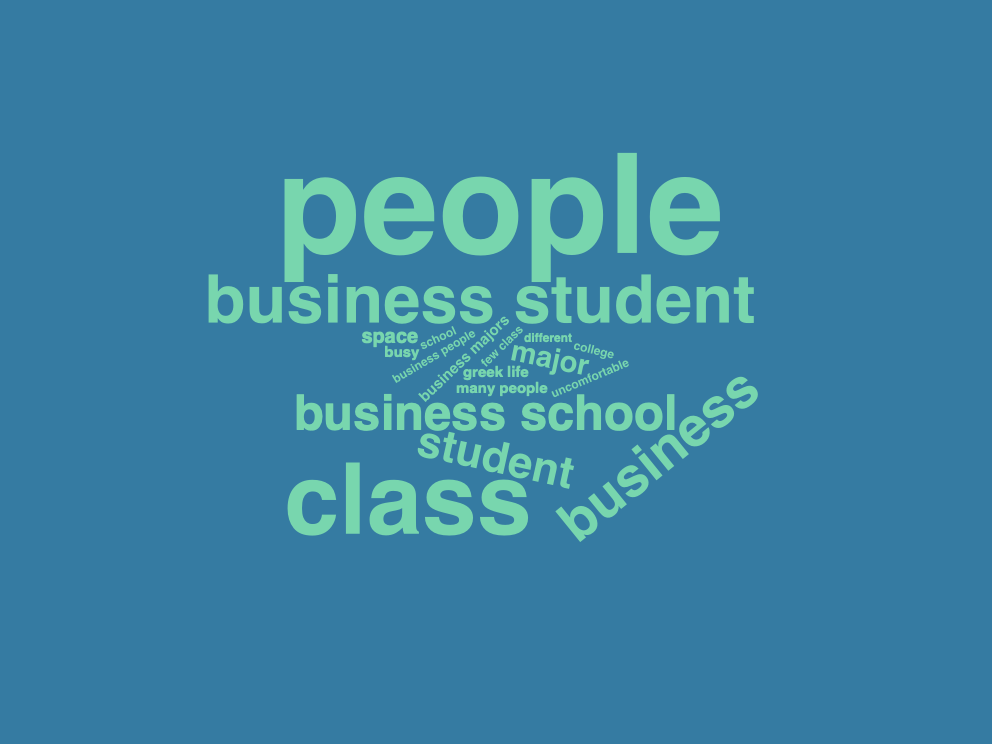 people
business student
space
school
busy
business people
business majors
few class
different
major
college
greek life
many people
uncomfortable
business school
student
class
business